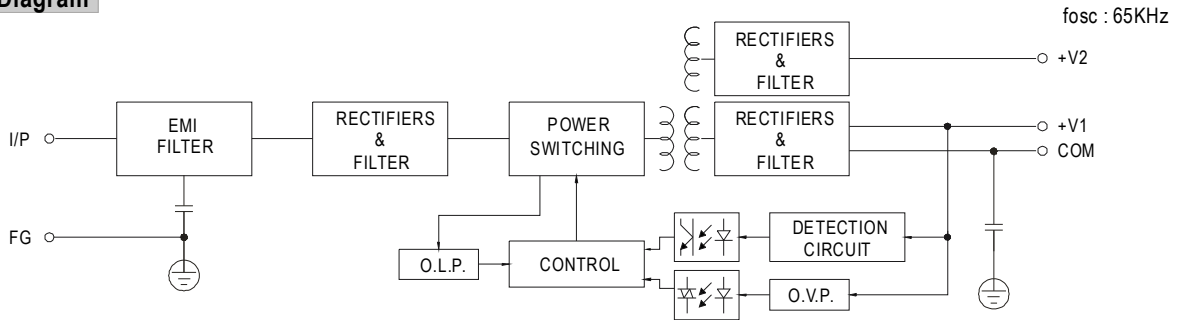 Diagram
fosc : 65KHz
RECTIFIERS
&
FILTER
+V2
I/P
EMI
FILTER
RECTIFIERS
&
FILTER
POWER
SWITCHING
RECTIFIERS
&
FILTER
+V1
COM
FG
O.L.P.
CONTROL
DETECTION
CIRCUIT
O.V.P.